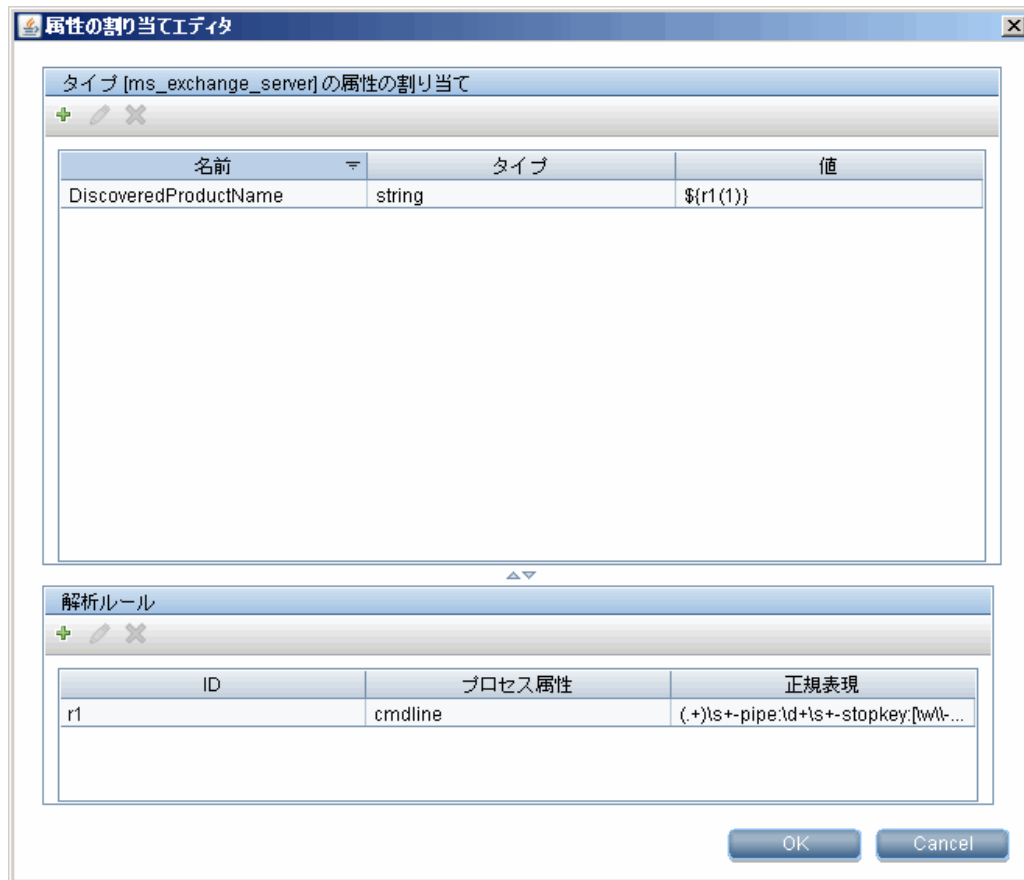 属性の割り当てエディタ
タイプ [ms_exchange_server] の属性の割り当て
名前 タイプ 値
DiscoveredProductName string ${r1(1)}
解析ルール
ID プロセス属性 正規表現
r1 cmdline (.+)\s+-pipe:\d+\s+-stopkey:[\w\\-...
OK Cancel